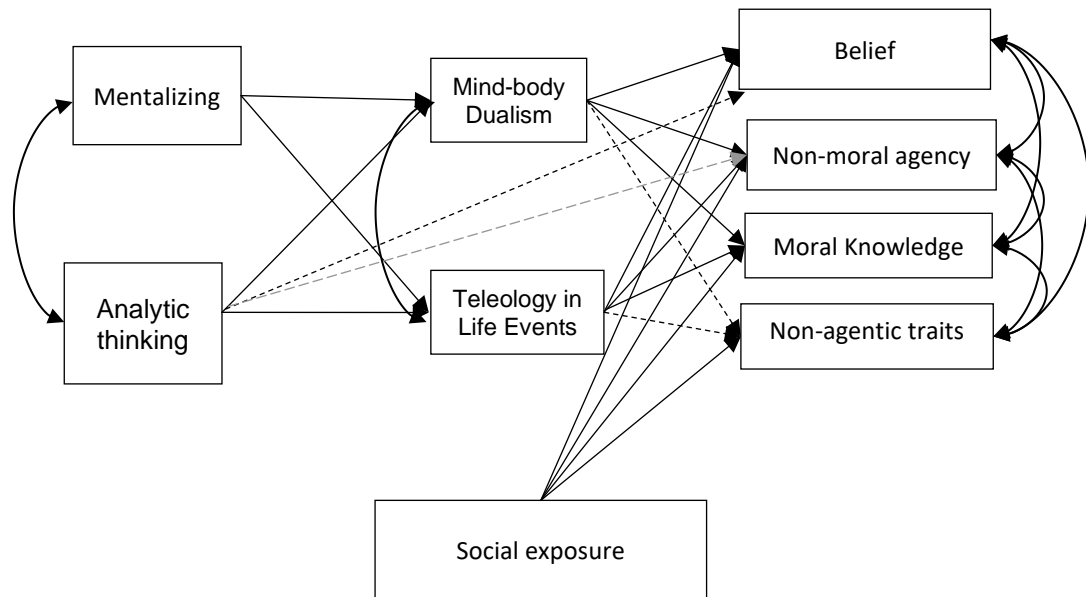 Mentalizing
Analytic
thinking
Mind-body
Dualism
Teleology in
Life Events
Belief
Non-moral agency
Moral Knowledge
Non-agentic traits
Social exposure